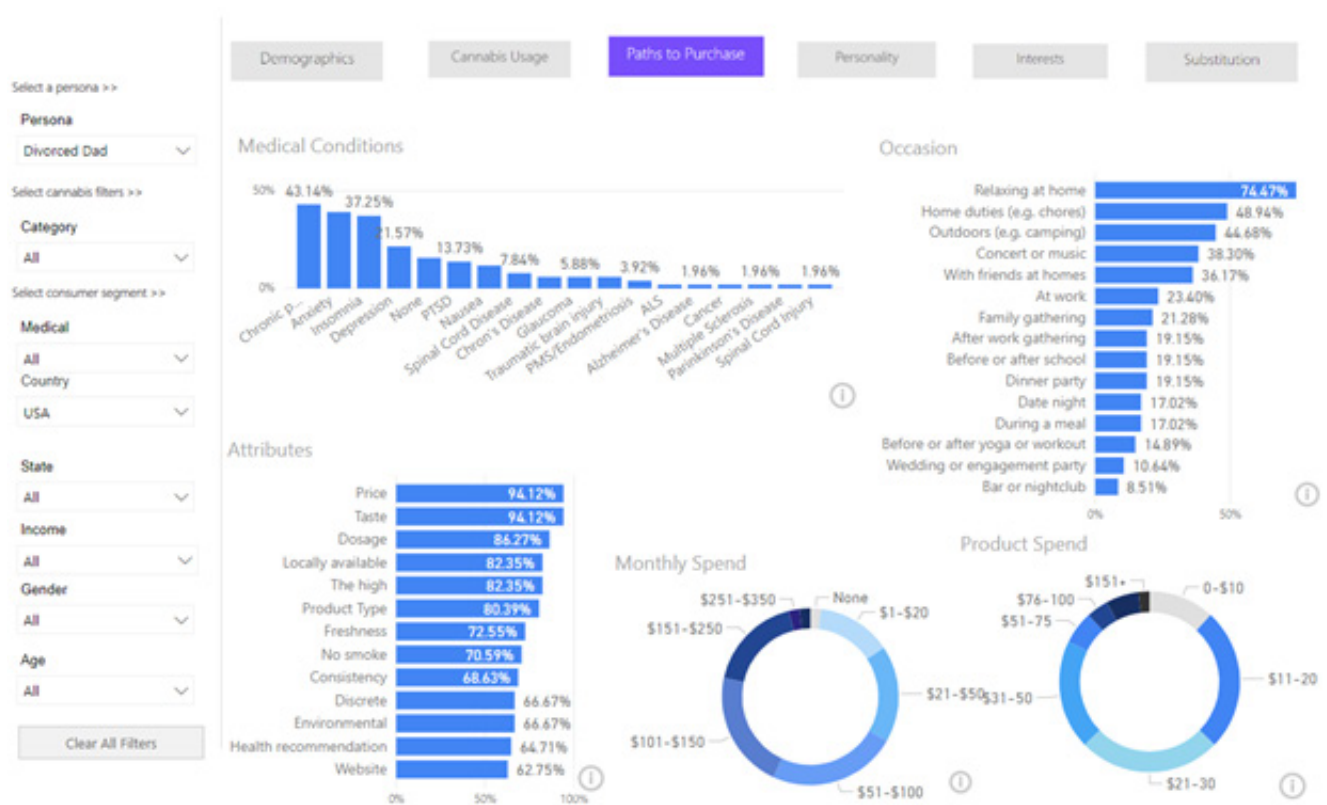 Demographics
Cannabis Usage
Paths to Purchase
Personality
Interests
Substitution
Select a persona >>
Persona
Divorced Dad
Select cannabis filters >>
Category
All
Select consumer segment >>
Medical
All
Country
USA
State
All
Income
All
Gender
All
Age
All
Clear All Filters
Medical Conditions
50%
0%
43.14%
37.25%
21.57%
13.73%
7.84%
5.88%
3.92%
1.96%
1.96%
1.96%
Chronic p...
Anxiety
Insomnia
Depression
None
PTSD
Nausea
Spinal Cord Disease
Chron's Disease
Glaucoma
Traumatic brain injury
PMS/Endometriosis
ALS
Alzheimer's Disease
Cancer
Multiple Sclerosis
Parinkinson's Disease
Spinal Cord Injury
Occasion
Relaxing at home 74.47%
Home duties (e.g. chores) 48.94%
Outdoors (e.g. camping) 44.68%
Concert or music 38.30%
With friends at homes 36.17%
At work 23.40%
Family gathering 21.28%
After work gathering 19.15%
Before or after school 19.15%
Dinner party 19.15%
Date night 17.02%
During a meal 17.02%
Before or after yoga or workout 14.89%
Wedding or engagement party 10.64%
Bar or nightclub 8.51%
0% 50%
Attributes
Price 94.12%
Taste 94.12%
Dosage 86.27%
Locally available 82.35%
The high 82.35%
Product Type 80.39%
Freshness 72.55%
No smoke 70.59%
Consistency 68.63%
Discrete 66.67%
Environmental 66.67%
Health recommendation 64.71%
Website 62.75%
0% 50% 100%
Monthly Spend
None
$1-$20
$21-$50
$51-$100
$101-$150
$151-$250
$251-$350
Product Spend
0-$10
$11-20
$21-30
$31-50
$51-75
$76-100
$151+